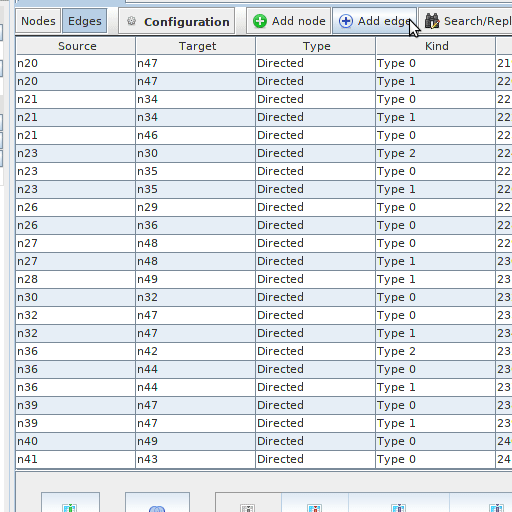 Nodes Edges Configuration Add node Add edge Search/Repl
Source Target Type Kind
n20 n47 Directed Type 0 21
n20 n47 Directed Type 1 22
n21 n34 Directed Type 0 22
n21 n34 Directed Type 1 22
n21 n46 Directed Type 0 22
n23 n30 Directed Type 2 22
n23 n35 Directed Type 0 22
n23 n35 Directed Type 1 22
n26 n29 Directed Type 0 22
n26 n36 Directed Type 0 22
n27 n48 Directed Type 0 22
n27 n48 Directed Type 1 23
n28 n49 Directed Type 1 23
n30 n32 Directed Type 0 23
n32 n47 Directed Type 0 23
n32 n47 Directed Type 1 23
n36 n42 Directed Type 2 23
n36 n44 Directed Type 0 23
n36 n44 Directed Type 1 23
n39 n47 Directed Type 0 23
n39 n47 Directed Type 1 23
n40 n49 Directed Type 0 24
n41 n43 Directed Type 0 24